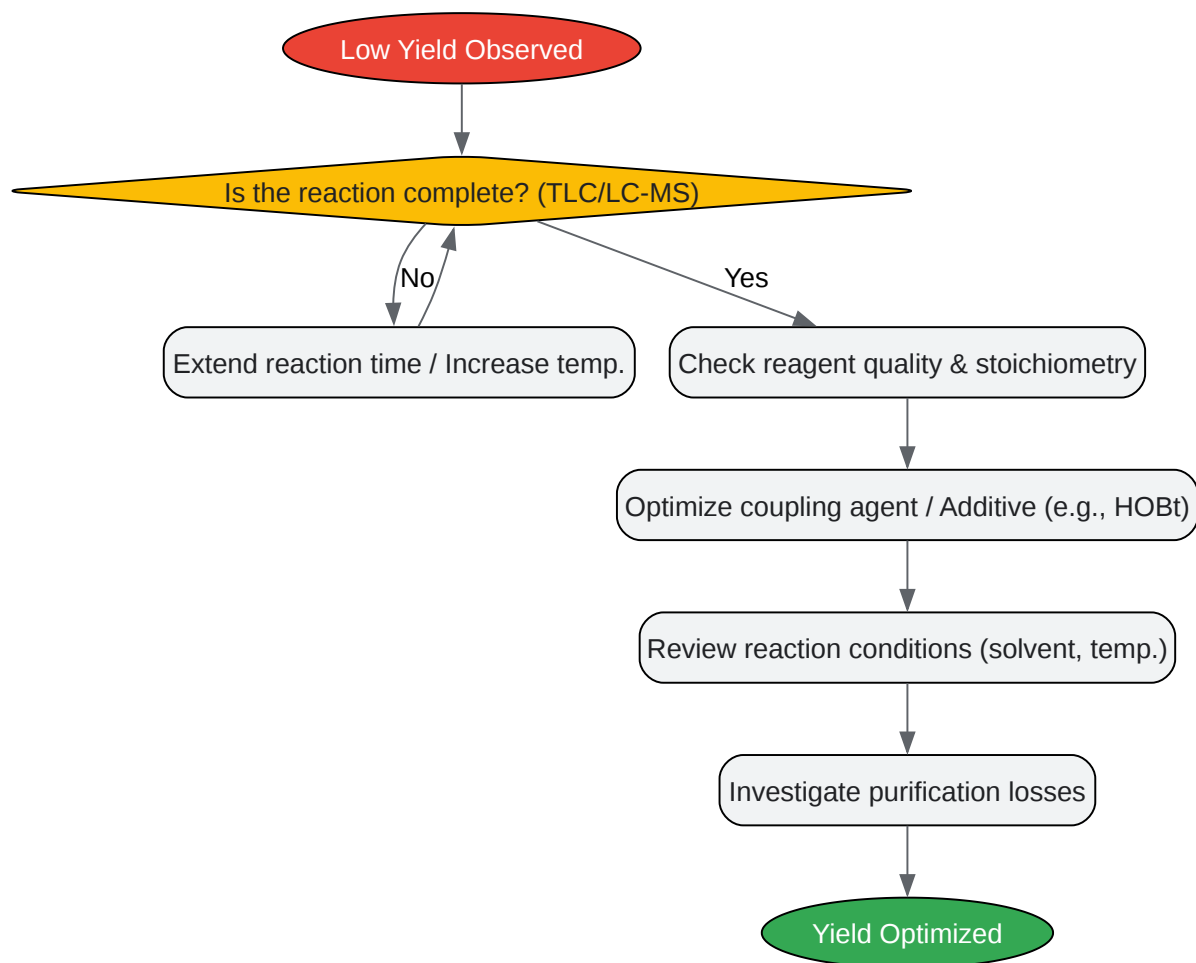 Low Yield Observed
Is the reaction complete? (TLC/LC-MS)
No
Yes
Extend reaction time / Increase temp.
Check reagent quality & stoichiometry
Optimize coupling agent / Additive (e.g., HOBt)
Review reaction conditions (solvent, temp.)
Investigate purification losses
Yield Optimized